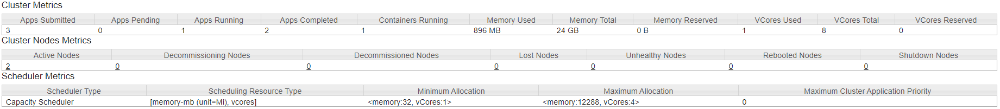 Cluster Metrics
Apps Submitted Apps Pending Apps Running Apps Completed Containers Running Memory Used Memory Total Memory Reserved VCores Used VCores Total VCores Reserved
3 0 1 2 1 896 MB 24 GB 0 B 1 8 0
Cluster Nodes Metrics
Active Nodes Decommissioning Nodes Decommissioned Nodes Lost Nodes Unhealthy Nodes Rebooted Nodes Shutdown Nodes
2 0 0 0 0 0 0
Scheduler Metrics
Scheduler Type Scheduling Resource Type Minimum Allocation Maximum Allocation Maximum Cluster Application Priority
Capacity Scheduler [memory-mb (unit=Mi), vcores] <memory:32, vCores:1> <memory:12288, vCores:4> 0